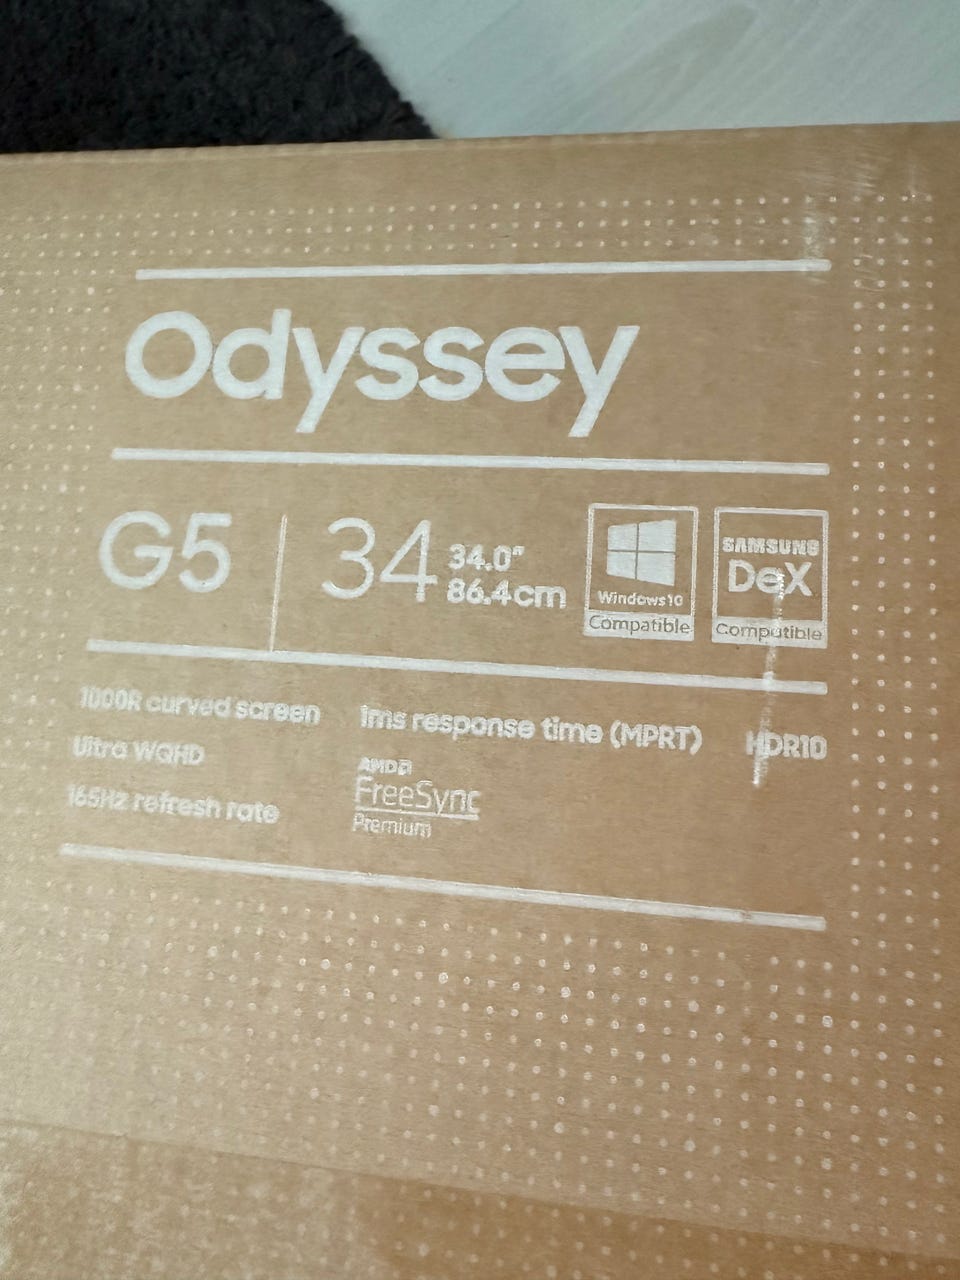 Odyssey
G5 34 34.0"
86.4cm
Windows10
Compatible
SAMSUNG
DeX
Compatible
1000R curved screen
Ultra WQHD
165Hz refresh rate
1ms response time (MPRT)
AMD
FreeSync
Premium
HDR10